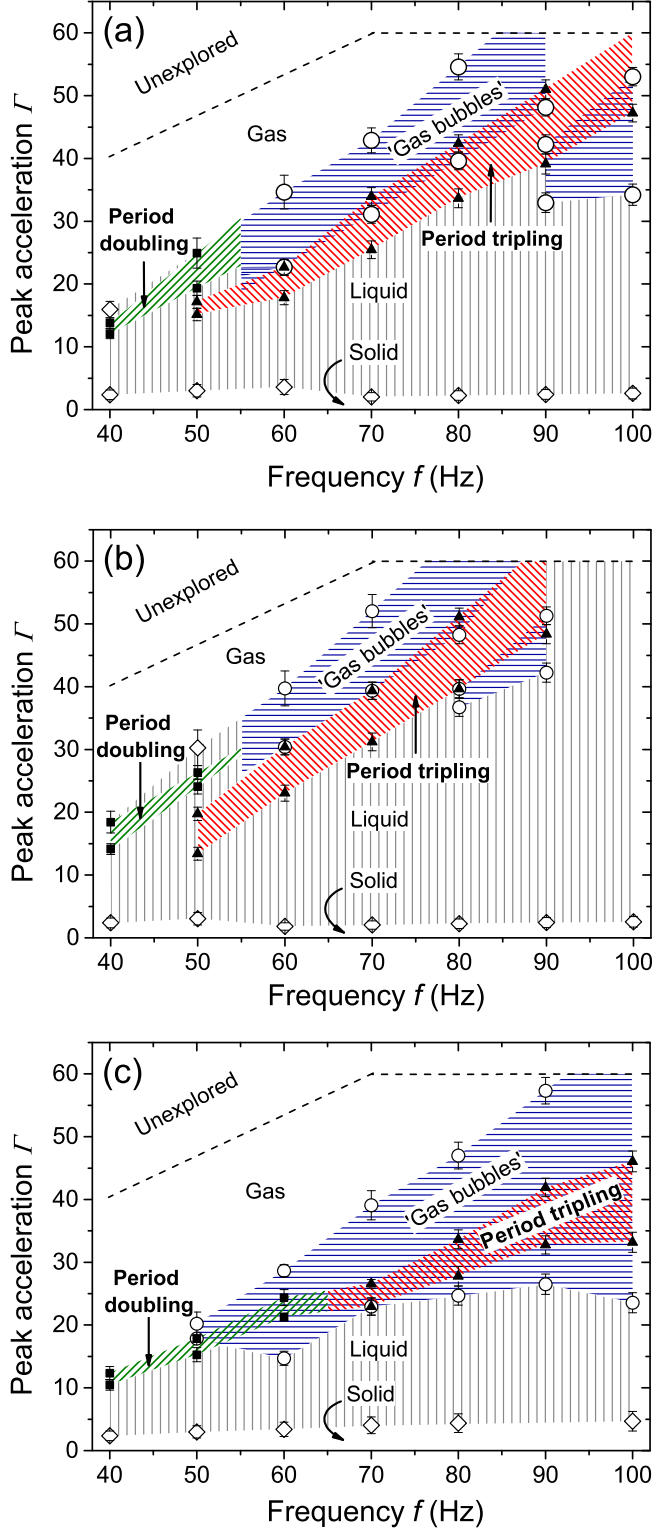 (a)
Unexplored
Gas
'Gas bubbles'
Period
doubling
Period tripling
Liquid
Solid
60
50
40
30
20
10
0
Peak acceleration Γ
40 50 60 70 80 90 100
Frequency f (Hz)
(b)
Unexplored
Gas
'Gas bubbles'
Period
doubling
Period tripling
Liquid
Solid
60
50
40
30
20
10
0
Peak acceleration Γ
40 50 60 70 80 90 100
Frequency f (Hz)
(c)
Unexplored
Gas
'Gas bubbles'
Period tripling
Period
doubling
Liquid
Solid
60
50
40
30
20
10
0
Peak acceleration Γ
40 50 60 70 80 90 100
Frequency f (Hz)